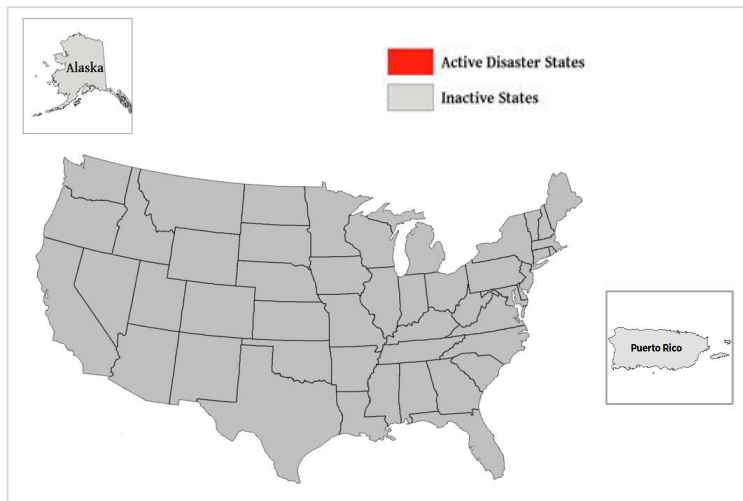 Alaska
Active Disaster States
Inactive States
Puerto Rico